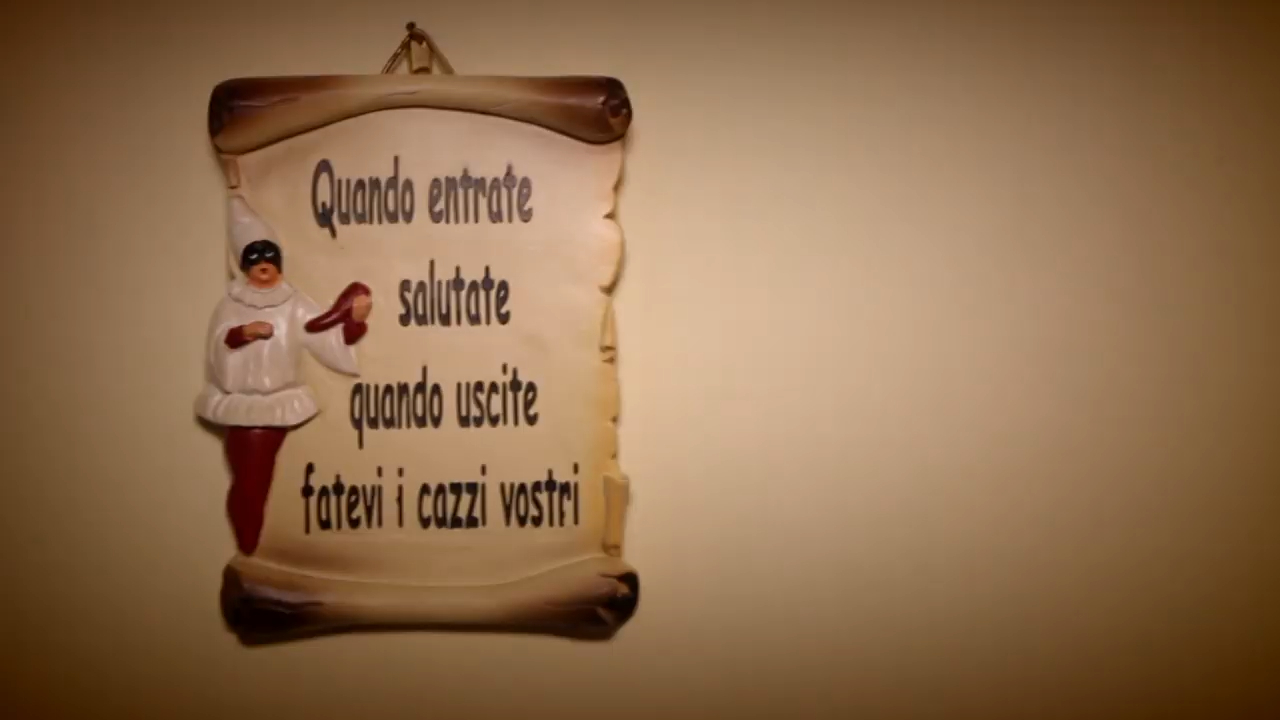 Quando entrate
salutate
quando uscite
fatevi i cazzi vostri